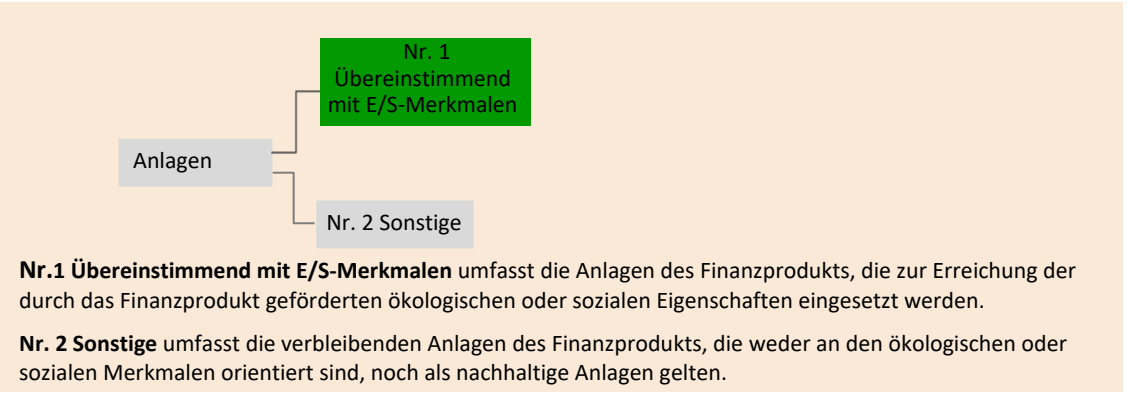 Nr. 1
Übereinstimmend
mit E/S-Merkmalen
Anlagen
Nr. 2 Sonstige
Nr.1 Übereinstimmend mit E/S-Merkmalen umfasst die Anlagen des Finanzprodukts, die zur Erreichung der
durch das Finanzprodukt geförderten ökologischen oder sozialen Eigenschaften eingesetzt werden.
Nr. 2 Sonstige umfasst die verbleibenden Anlagen des Finanzprodukts, die weder an den ökologischen oder
sozialen Merkmalen orientiert sind, noch als nachhaltige Anlagen gelten.